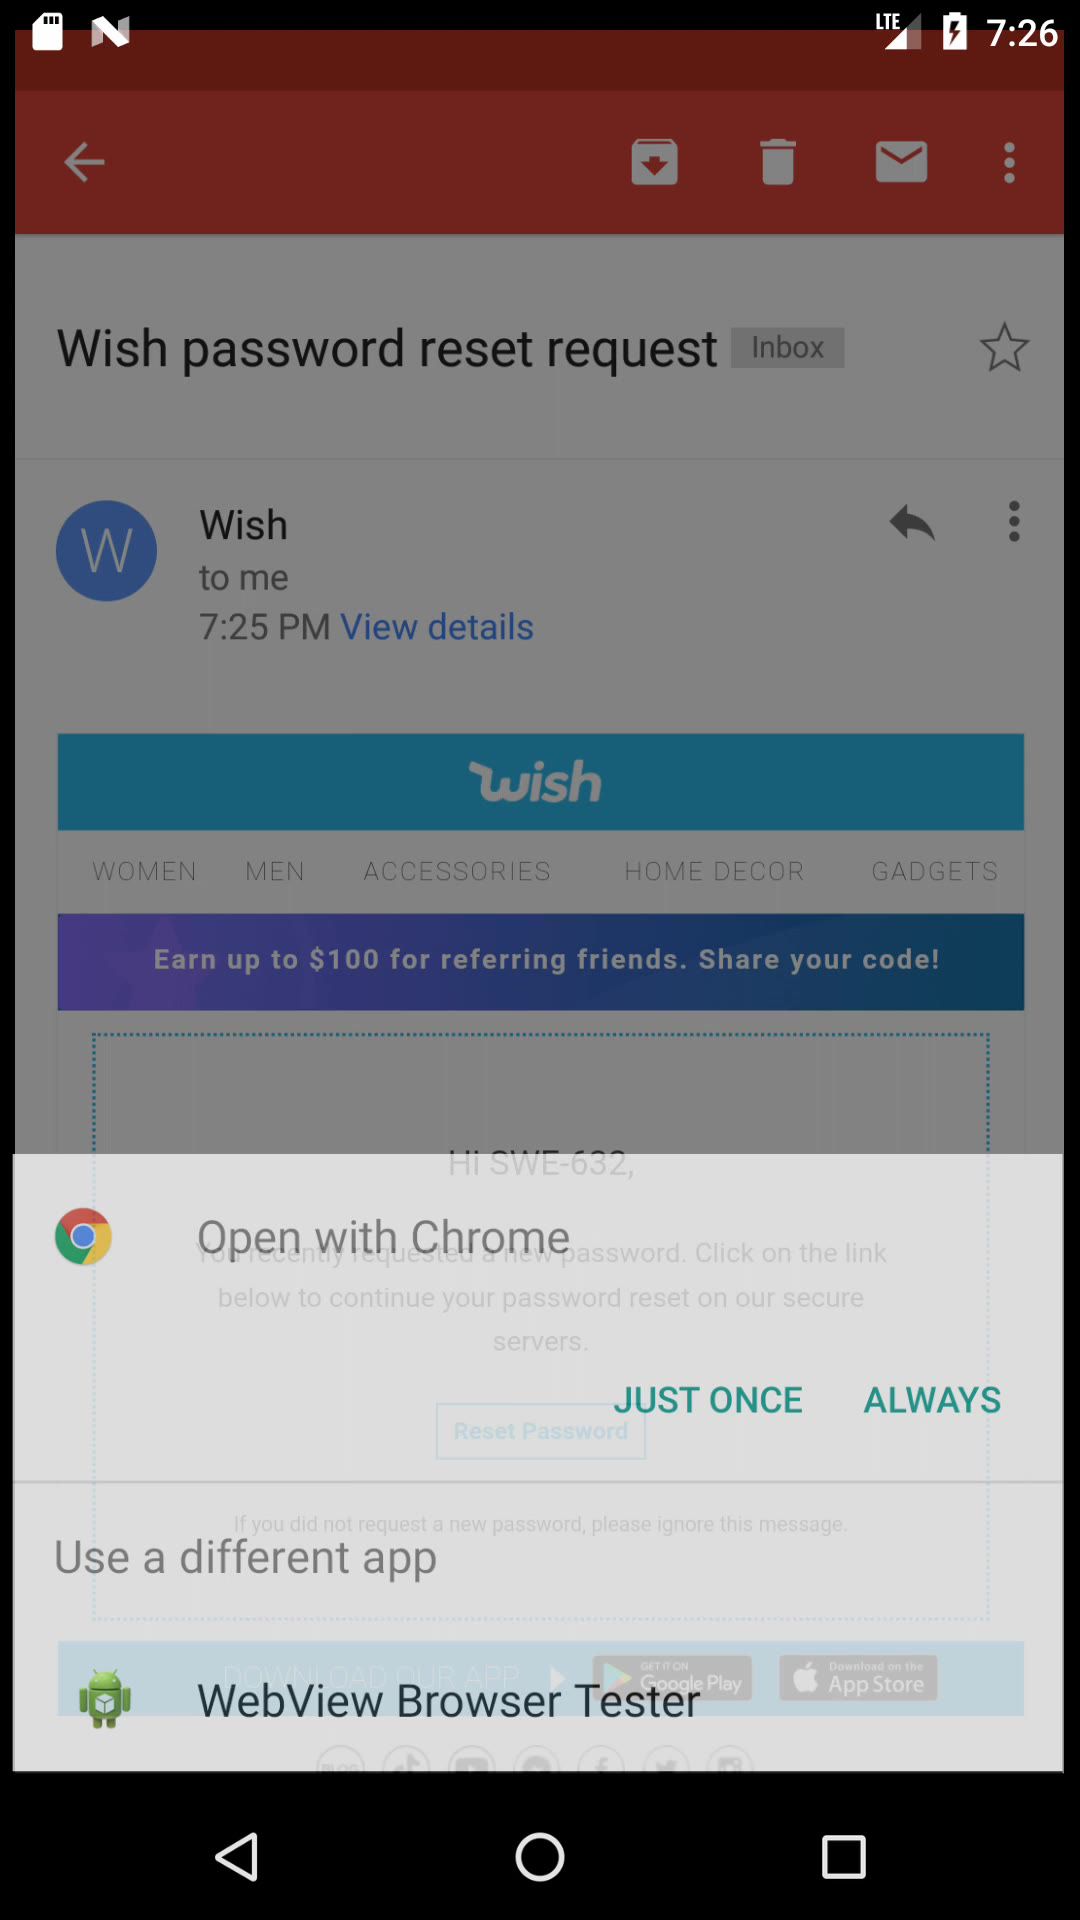 LTE 7:26
Wish password reset request Inbox
W
Wish
to me
7:25 PM View details
wish
WOMEN MEN ACCESSORIES HOME DECOR GADGETS
Earn up to $100 for referring friends. Share your code!
Hi SWE-632,
Open with Chrome
You recently requested a new password. Click on the link
below to continue your password reset on our secure
servers.
JUST ONCE ALWAYS
Reset Password
If you did not request a new password, please ignore this message.
Use a different app
DOWNLOAD OUR APP
GET IT ON
Google Play
Download on the
App Store
WebView Browser Tester
BLOG